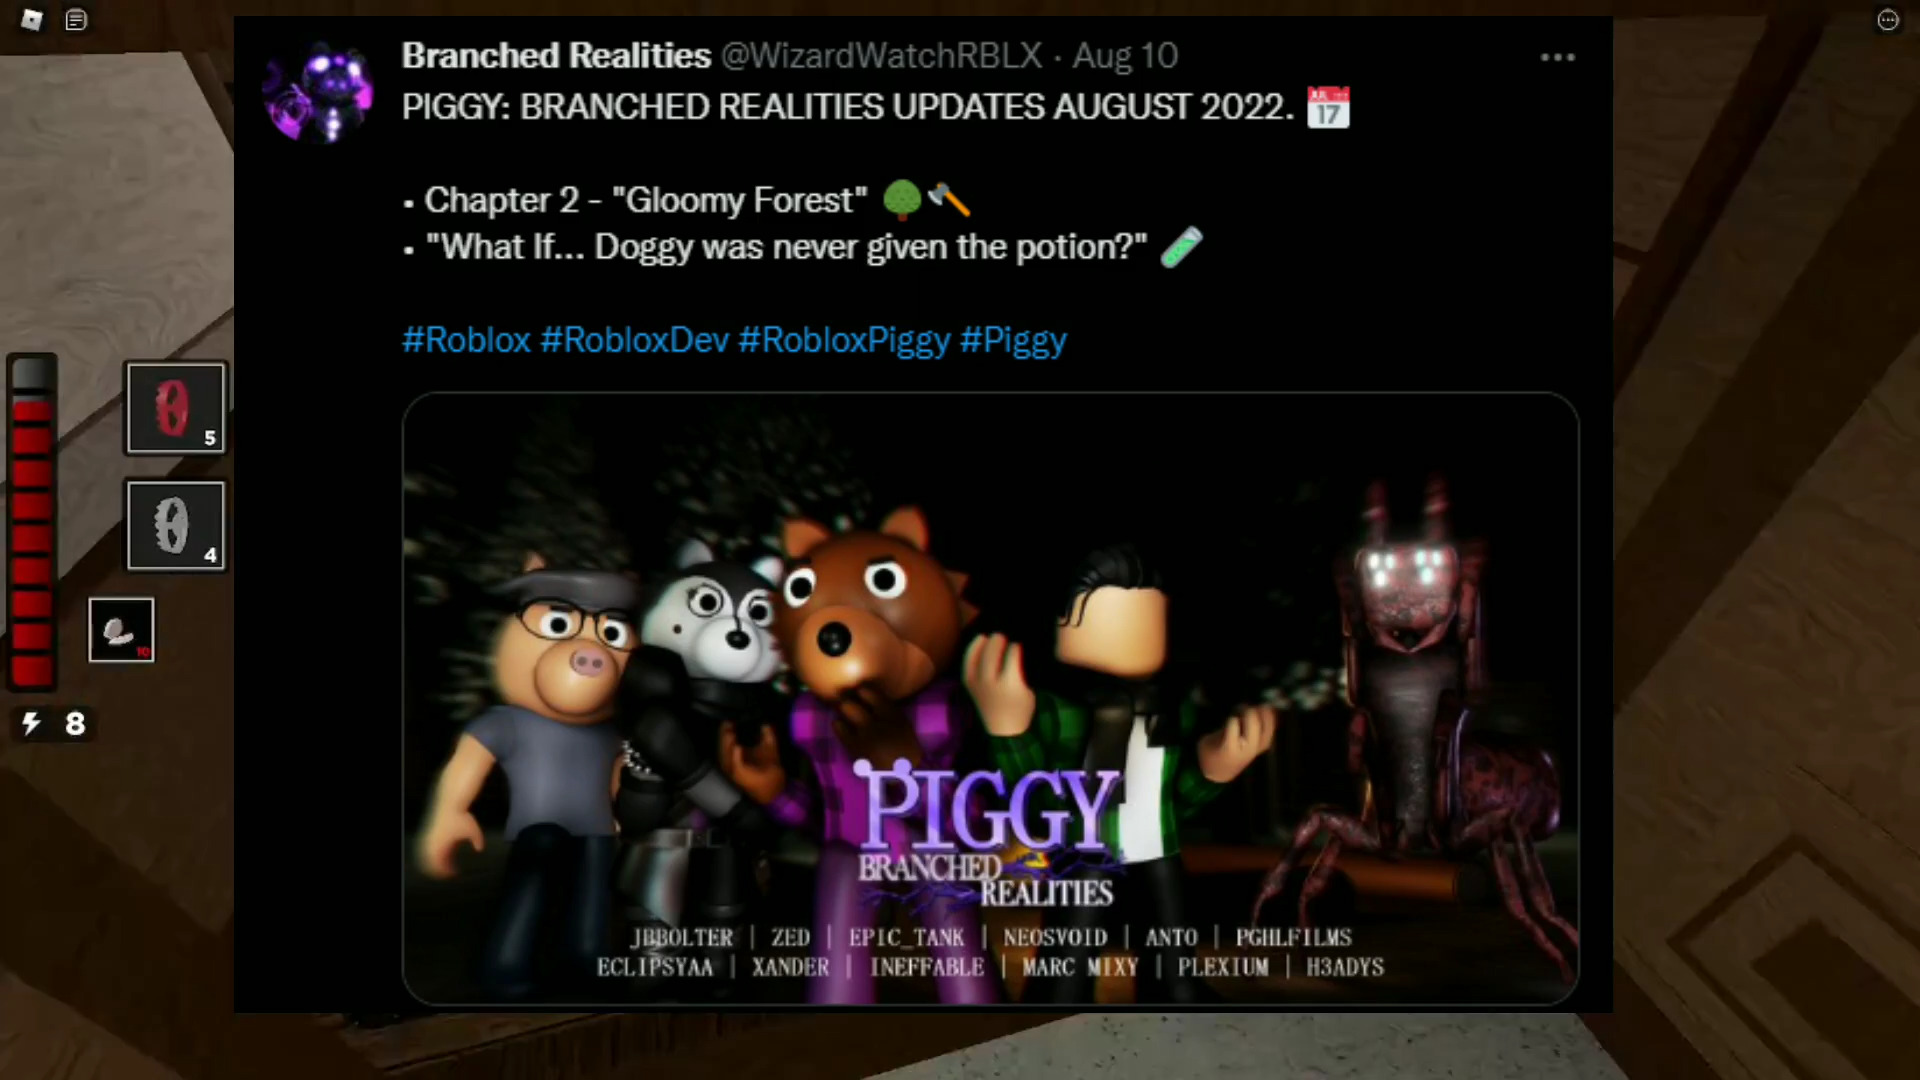 Branched Realities @WizardWatchRBLX · Aug 10
PIGGY: BRANCHED REALITIES UPDATES AUGUST 2022. 📅
• Chapter 2 - "Gloomy Forest" 🌳🪓
• "What If... Doggy was never given the potion?" 🧪
#Roblox #RobloxDev #RobloxPiggy #Piggy
5
4
10
8
PIGGY
BRANCHED
REALITIES
JBBOLTER | ZED | EPIC_TANK | NEOSVOID | ANTO | PGHLFILMS
ECLIPSYAA | XANDER | INEFFABLE | MARC MIXY | PLEXIUM | H3ADYS